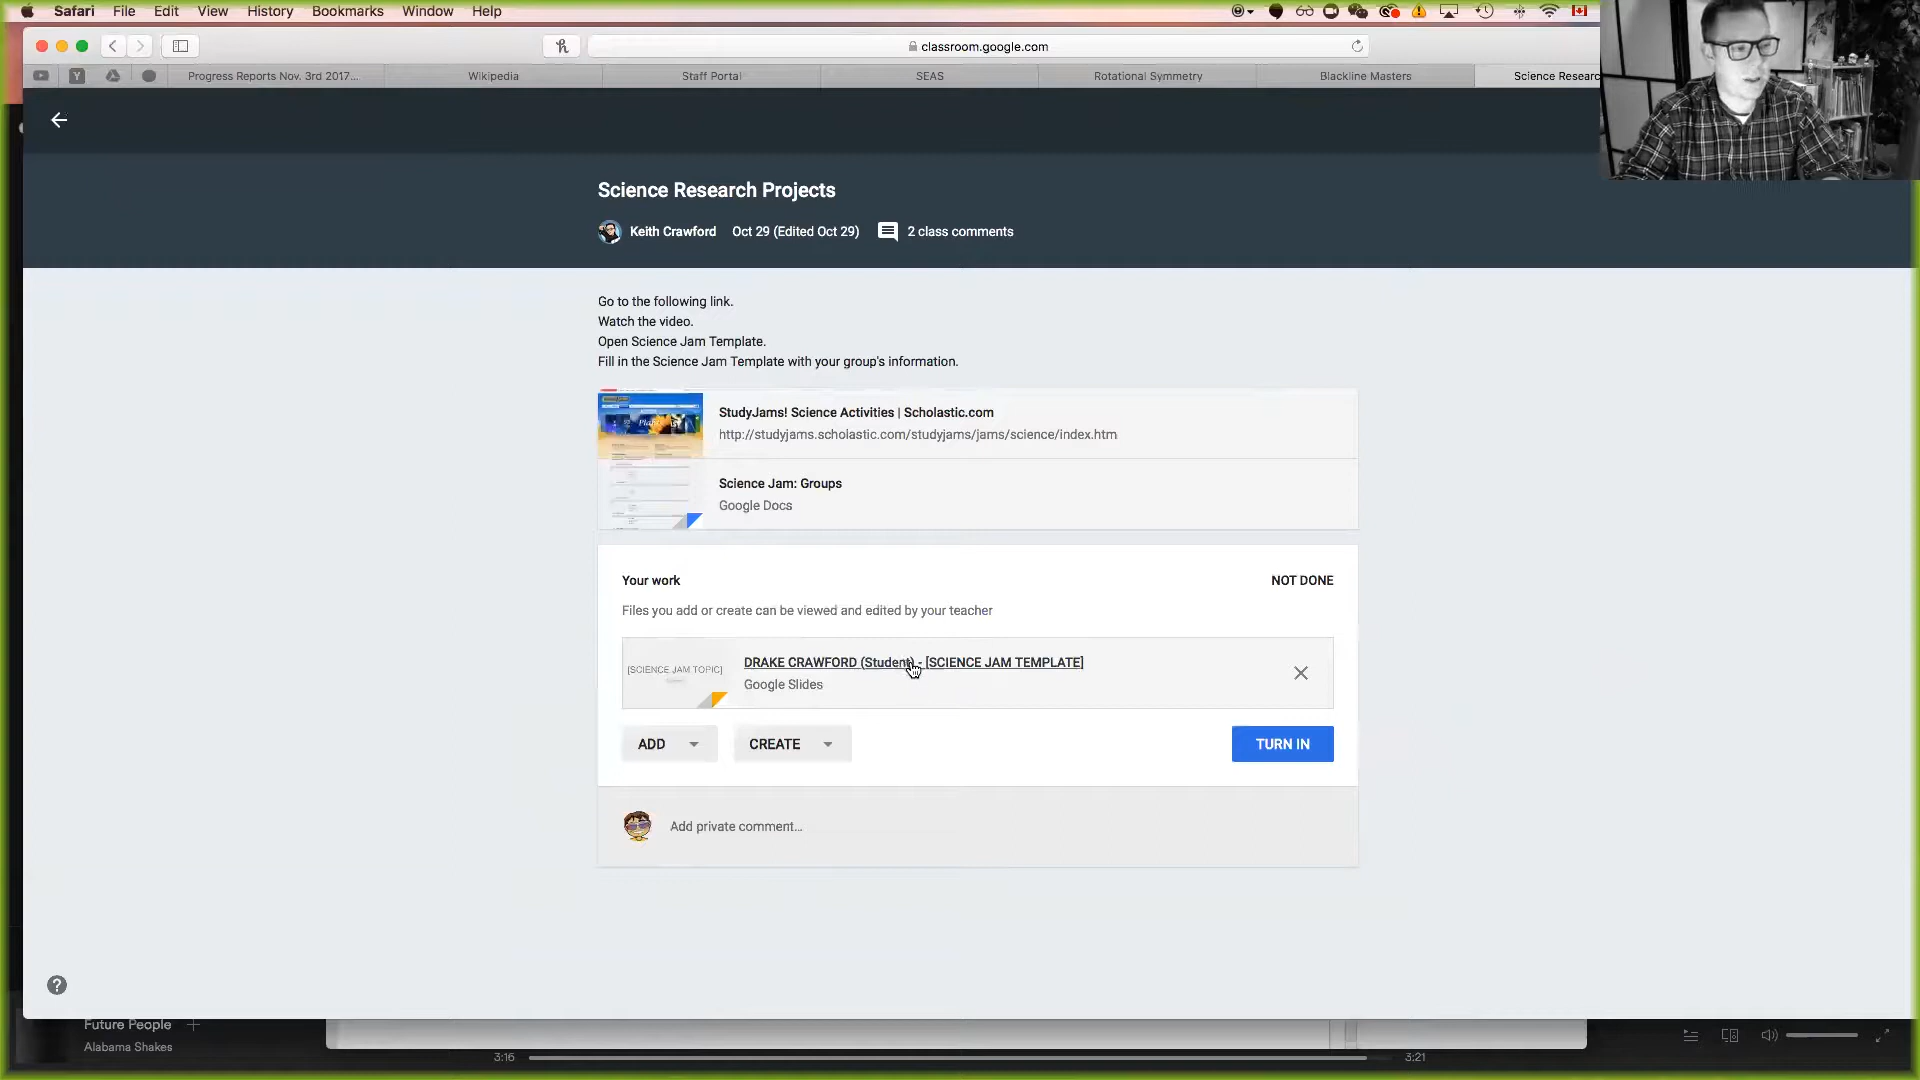 Safari File Edit View History Bookmarks Window Help
classroom.google.com
Progress Reports Nov. 3rd 2017... Wikipedia Staff Portal SEAS Rotational Symmetry Blackline Masters Science Researc
Science Research Projects
Keith Crawford Oct 29 (Edited Oct 29) 2 class comments
Go to the following link.
Watch the video.
Open Science Jam Template.
Fill in the Science Jam Template with your group's information.
StudyJams! Science Activities | Scholastic.com
http://studyjams.scholastic.com/studyjams/jams/science/index.htm
Science Jam: Groups
Google Docs
Your work NOT DONE
Files you add or create can be viewed and edited by your teacher
[SCIENCE JAM TOPIC]
DRAKE CRAWFORD (Student) - [SCIENCE JAM TEMPLATE]
Google Slides
ADD CREATE TURN IN
Add private comment...
?
Future People
Alabama Shakes
3:16 3:21